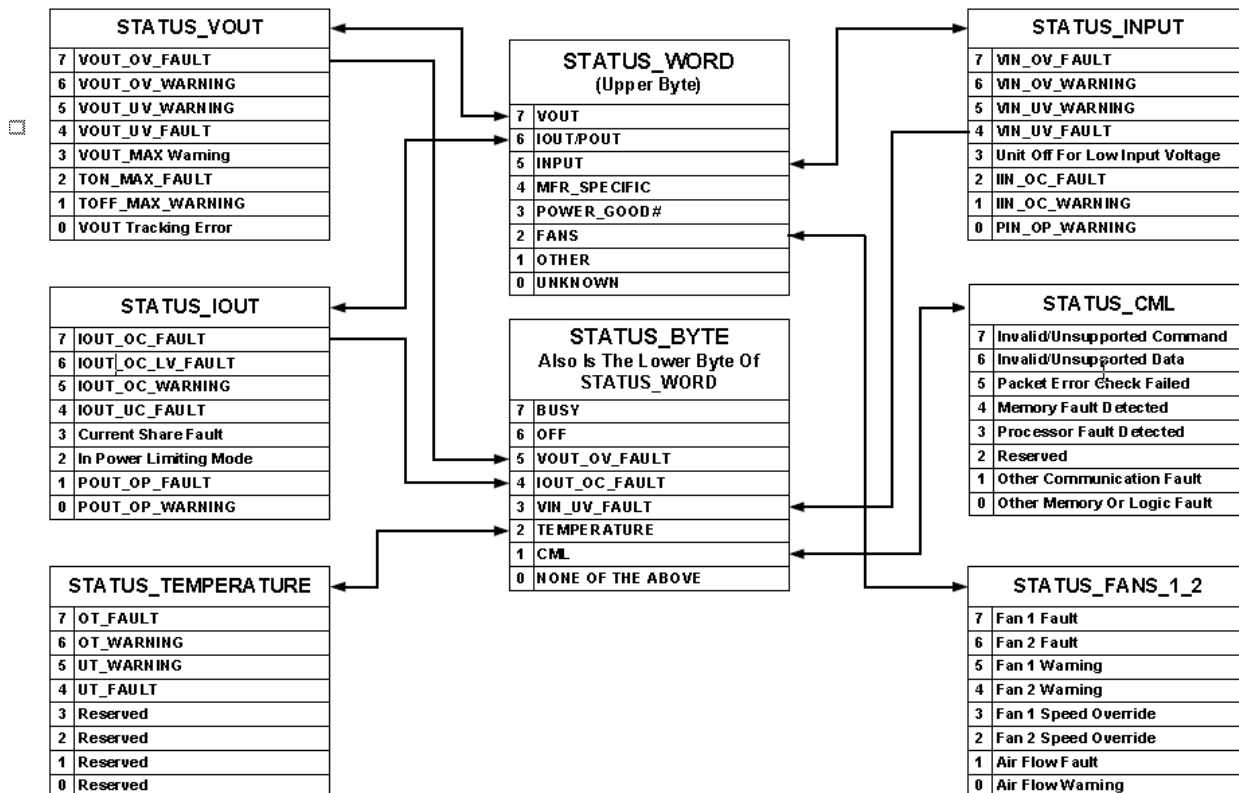 STATUS_VOUT
7 VOUT_OV_FAULT
6 VOUT_OV_WARNING
5 VOUT_UV_WARNING
4 VOUT_UV_FAULT
3 VOUT_MAX Warning
2 TON_MAX_FAULT
1 TOFF_MAX_WARNING
0 VOUT Tracking Error
STATUS_IOUT
7 IOUT_OC_FAULT
6 IOUT_OC_LV_FAULT
5 IOUT_OC_WARNING
4 IOUT_UC_FAULT
3 Current Share Fault
2 In Power Limiting Mode
1 POUT_OP_FAULT
0 POUT_OP_WARNING
STATUS_TEMPERATURE
7 OT_FAULT
6 OT_WARNING
5 UT_WARNING
4 UT_FAULT
3 Reserved
2 Reserved
1 Reserved
0 Reserved
STATUS_WORD
(Upper Byte)
7 VOUT
6 IOUT/POUT
5 INPUT
4 MFR_SPECIFIC
3 POWER_GOOD#
2 FANS
1 OTHER
0 UNKNOWN
STATUS_BYTE
Also Is The Lower Byte Of
STATUS_WORD
7 BUSY
6 OFF
5 VOUT_OV_FAULT
4 IOUT_OC_FAULT
3 VIN_UV_FAULT
2 TEMPERATURE
1 CML
0 NONE OF THE ABOVE
STATUS_INPUT
7 VIN_OV_FAULT
6 VIN_OV_WARNING
5 VIN_UV_WARNING
4 VIN_UV_FAULT
3 Unit Off For Low Input Voltage
2 IIN_OC_FAULT
1 IIN_OC_WARNING
0 PIN_OP_WARNING
STATUS_CML
7 Invalid/Unsupported Command
6 Invalid/Unsupported Data
5 Packet Error Check Failed
4 Memory Fault Detected
3 Processor Fault Detected
2 Reserved
1 Other Communication Fault
0 Other Memory Or Logic Fault
STATUS_FANS_1_2
7 Fan 1 Fault
6 Fan 2 Fault
5 Fan 1 Warning
4 Fan 2 Warning
3 Fan 1 Speed Override
2 Fan 2 Speed Override
1 Air Flow Fault
0 Air Flow Warning